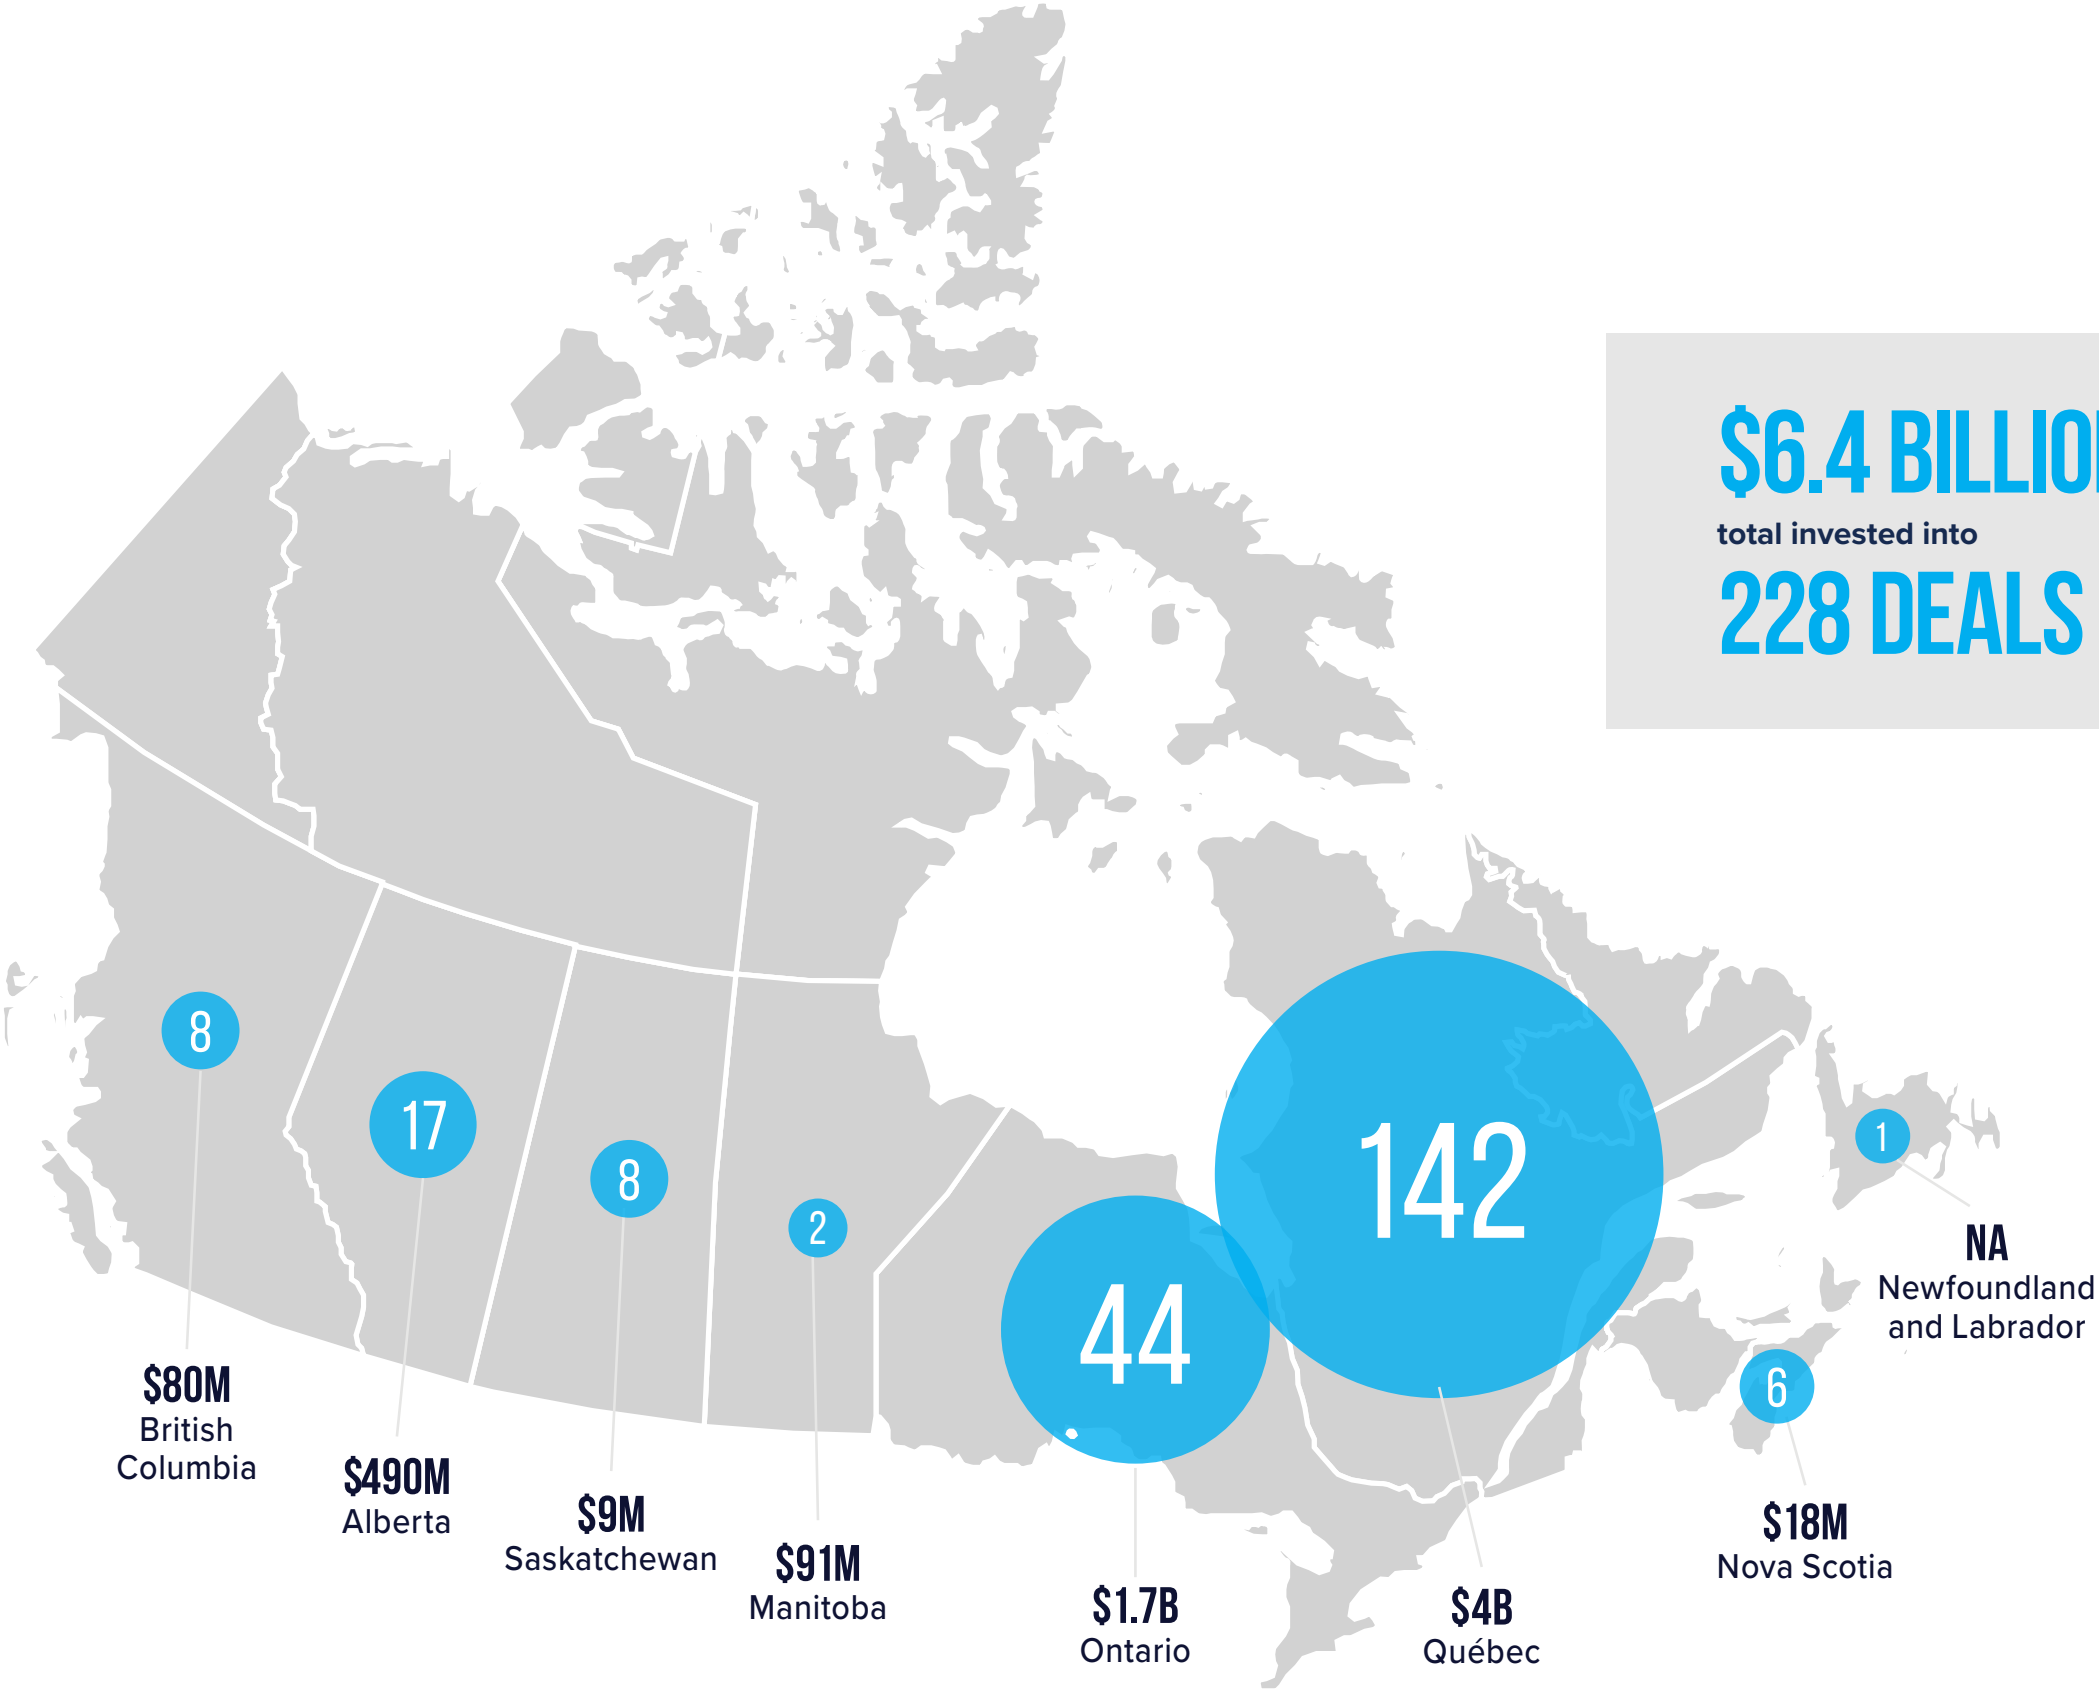 $6.4 BILLION
total invested into
228 DEALS
8
17
8
2
44
142
1
6
$80M
British
Columbia
$490M
Alberta
$9M
Saskatchewan
$91M
Manitoba
$1.7B
Ontario
$4B
Québec
$18M
Nova Scotia
NA
Newfoundland
and Labrador